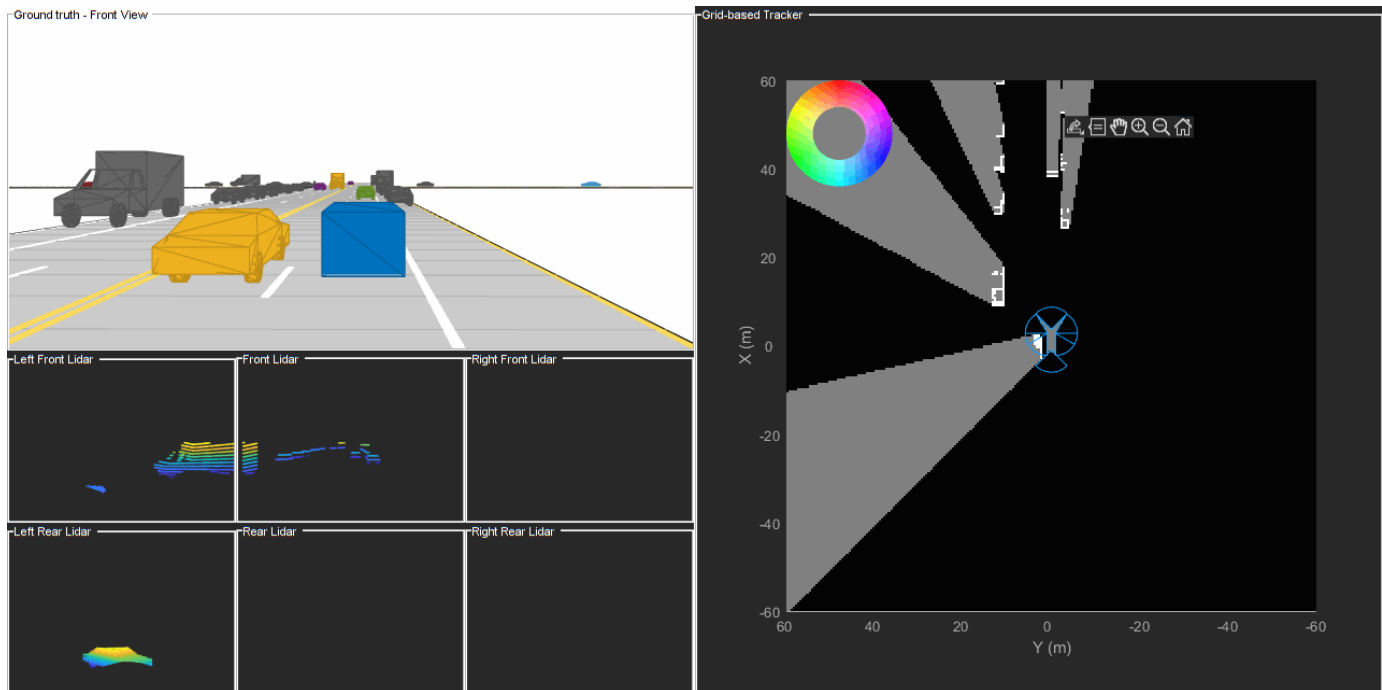 Ground truth - Front View
Grid-based Tracker
Left Front Lidar
Front Lidar
Right Front Lidar
Left Rear Lidar
Rear Lidar
Right Rear Lidar
60
40
20
0
-20
-40
-60
X (m)
60
40
20
0
-20
-40
-60
Y (m)